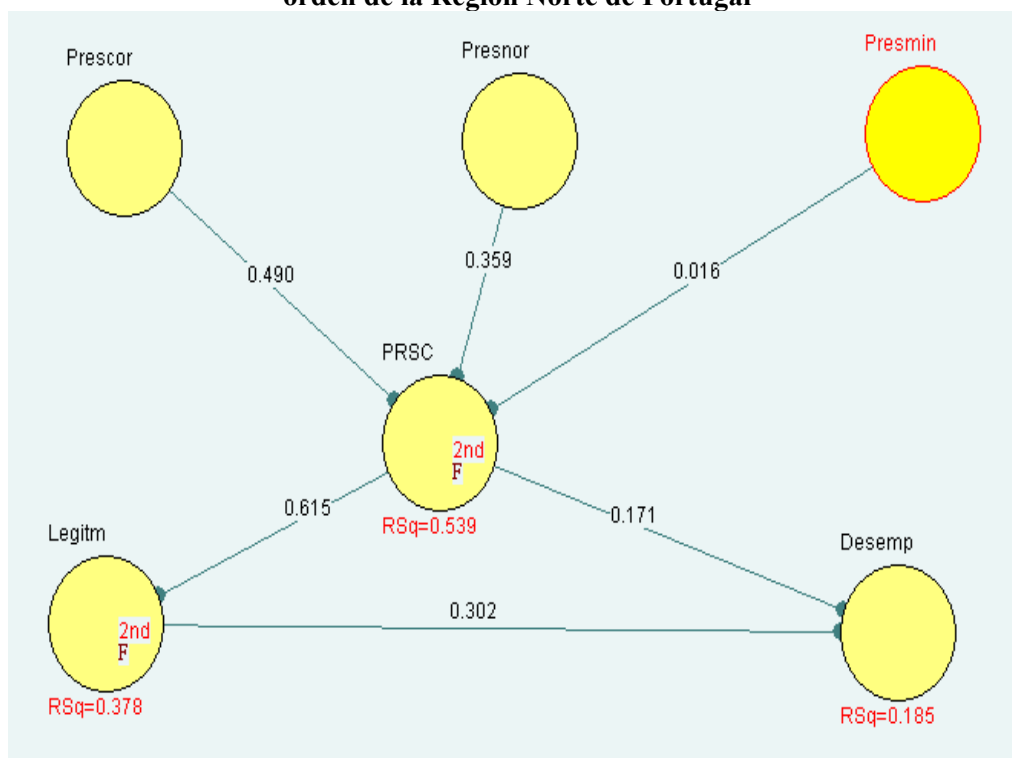 orden de la Región Norte de Portugal
Prescor
Presnor
Presmin
0.490
0.359
0.016
PRSC
2nd
F
RSq=0.539
0.615
0.171
Legitm
Desemp
2nd
F
0.302
RSq=0.378
RSq=0.185